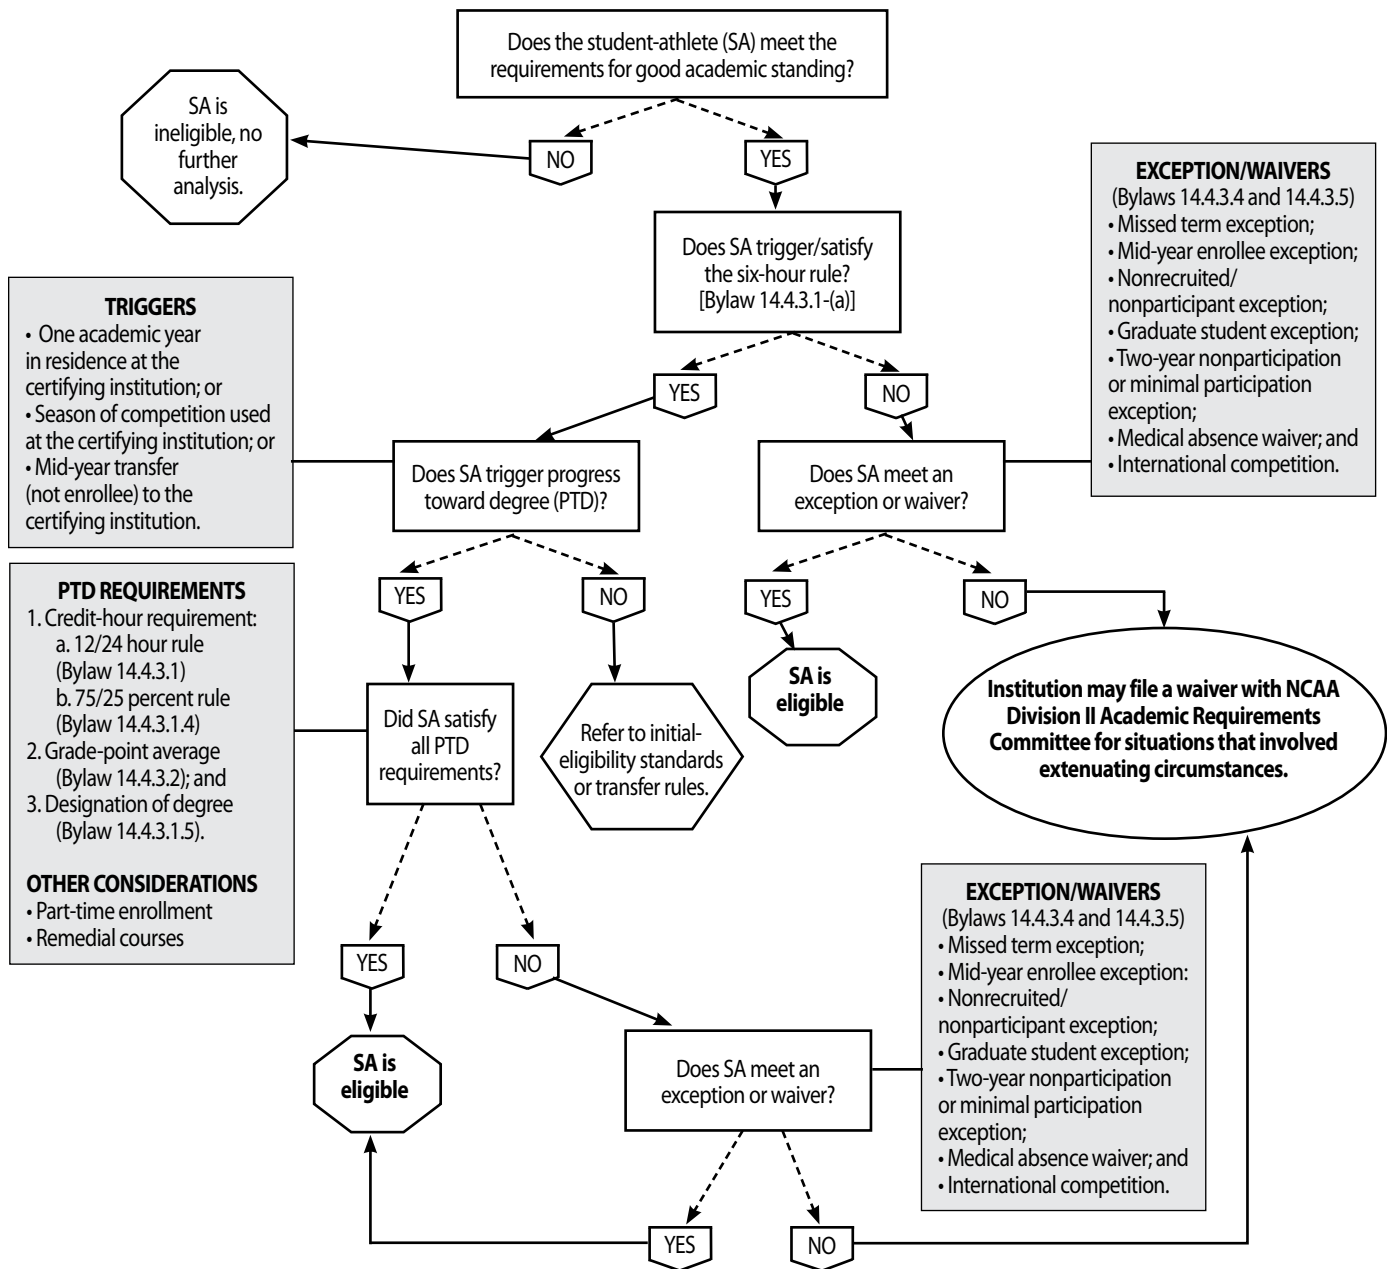 Does the student-athlete (SA) meet the
requirements for good academic standing?
SA is
ineligible, no
further
analysis.
NO
YES
EXCEPTION/WAIVERS
(Bylaws 14.4.3.4 and 14.4.3.5)
• Missed term exception;
• Mid-year enrollee exception;
• Nonrecruited/
nonparticipant exception;
• Graduate student exception;
• Two-year nonparticipation
or minimal participation
exception;
• Medical absence waiver; and
• International competition.
Does SA trigger/satisfy
the six-hour rule?
[Bylaw 14.4.3.1-(a)]
TRIGGERS
• One academic year
in residence at the
certifying institution; or
• Season of competition used
at the certifying institution; or
• Mid-year transfer
(not enrollee) to the
certifying institution.
YES
NO
Does SA trigger progress
toward degree (PTD)?
Does SA meet an
exception or waiver?
PTD REQUIREMENTS
1. Credit-hour requirement:
a. 12/24 hour rule
(Bylaw 14.4.3.1)
b. 75/25 percent rule
(Bylaw 14.4.3.1.4)
2. Grade-point average
(Bylaw 14.4.3.2); and
3. Designation of degree
(Bylaw 14.4.3.1.5).
OTHER CONSIDERATIONS
• Part-time enrollment
• Remedial courses
YES
NO
YES
NO
Did SA satisfy
all PTD
requirements?
Refer to initial-
eligibility standards
or transfer rules.
SA is
eligible
Institution may file a waiver with NCAA
Division II Academic Requirements
Committee for situations that involved
extenuating circumstances.
YES
NO
SA is
eligible
Does SA meet an
exception or waiver?
EXCEPTION/WAIVERS
(Bylaws 14.4.3.4 and 14.4.3.5)
• Missed term exception;
• Mid-year enrollee exception:
• Nonrecruited/
nonparticipant exception;
• Graduate student exception;
• Two-year nonparticipation
or minimal participation
exception;
• Medical absence waiver; and
• International competition.
YES
NO